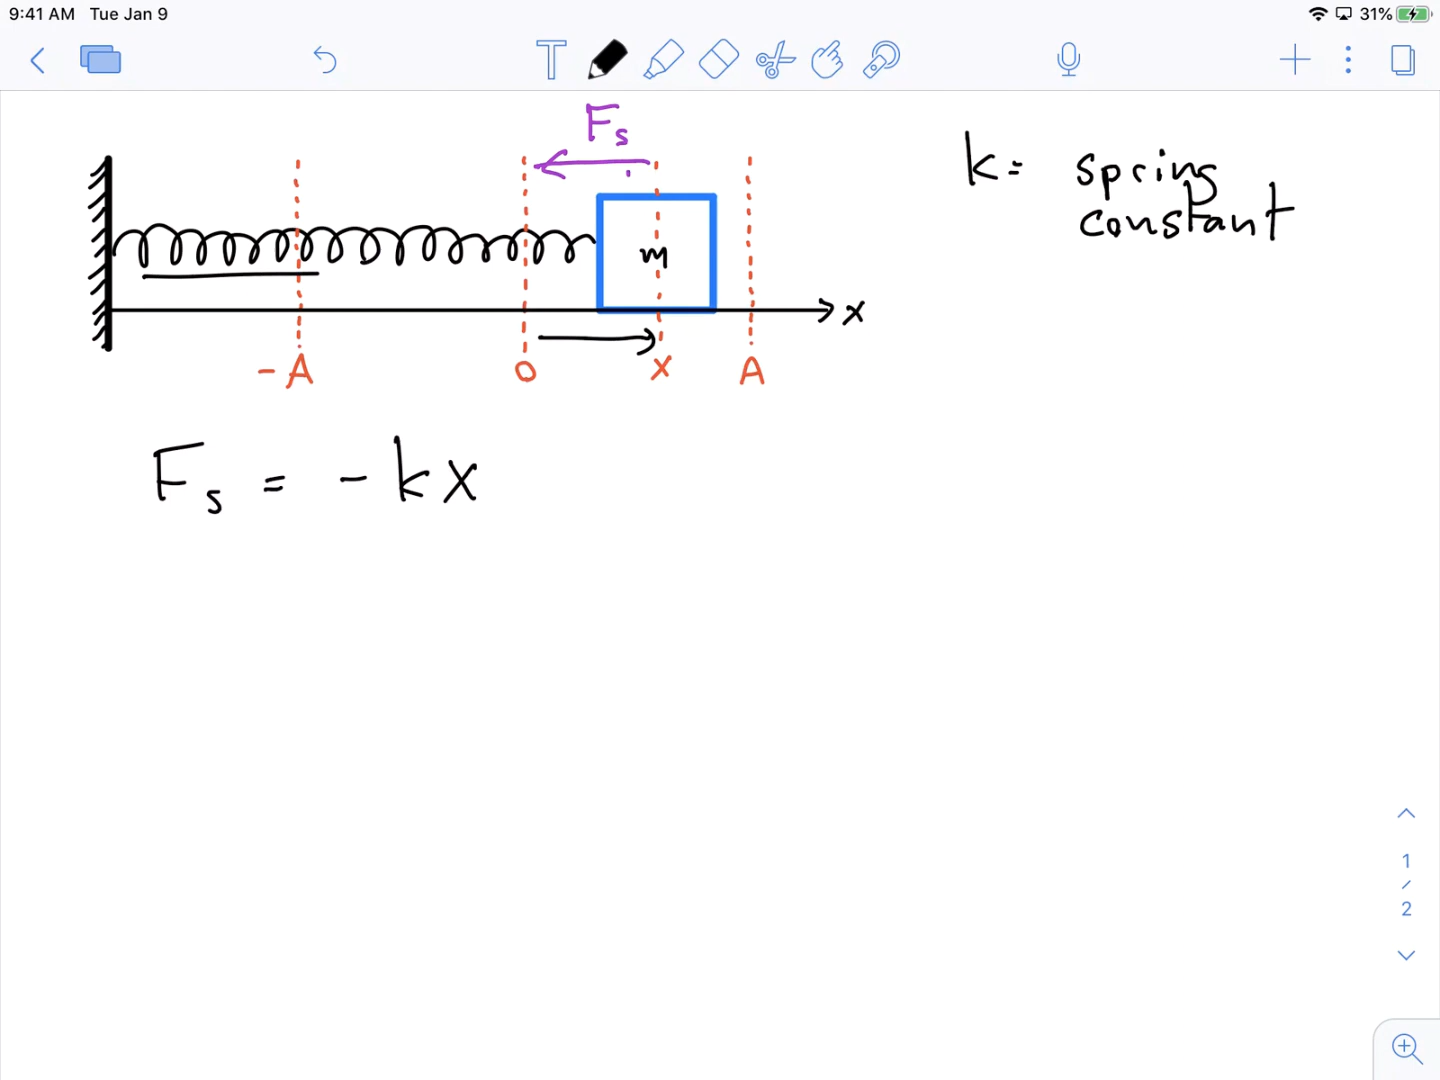 9:41 AM Tue Jan 9
31%
T
Fₛ
k= spring
constant
m
x
-A 0 x A
Fₛ = -kx
1
/
2